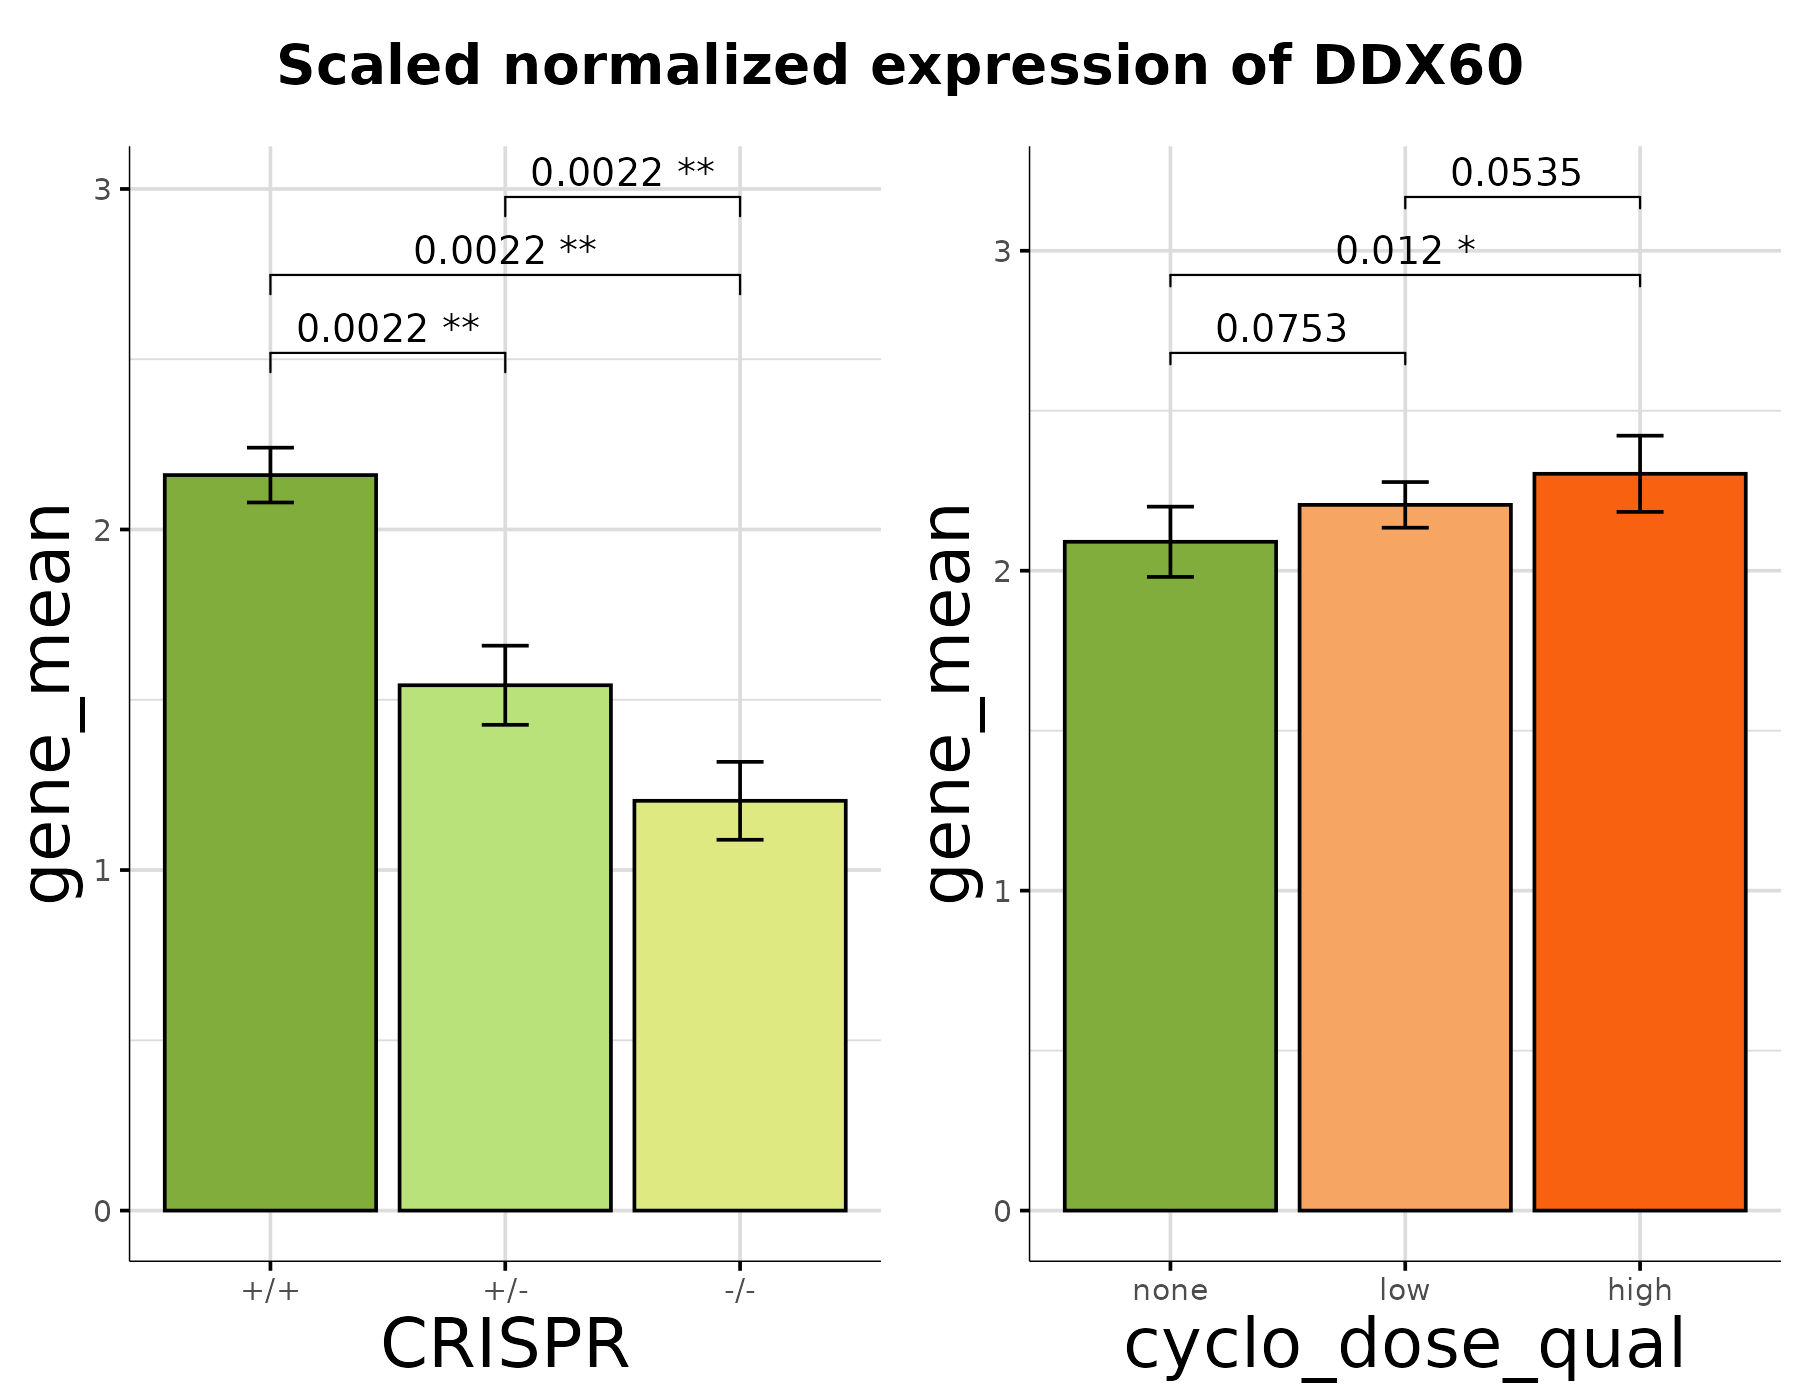 Scaled normalized expression of DDX60
gene_mean
3
2
1
0
0.0022 **
0.0022 **
0.0022 **
+/+ +/- -/-
CRISPR
gene_mean
3
2
1
0
0.0535
0.012 *
0.0753
none low high
cyclo_dose_qual